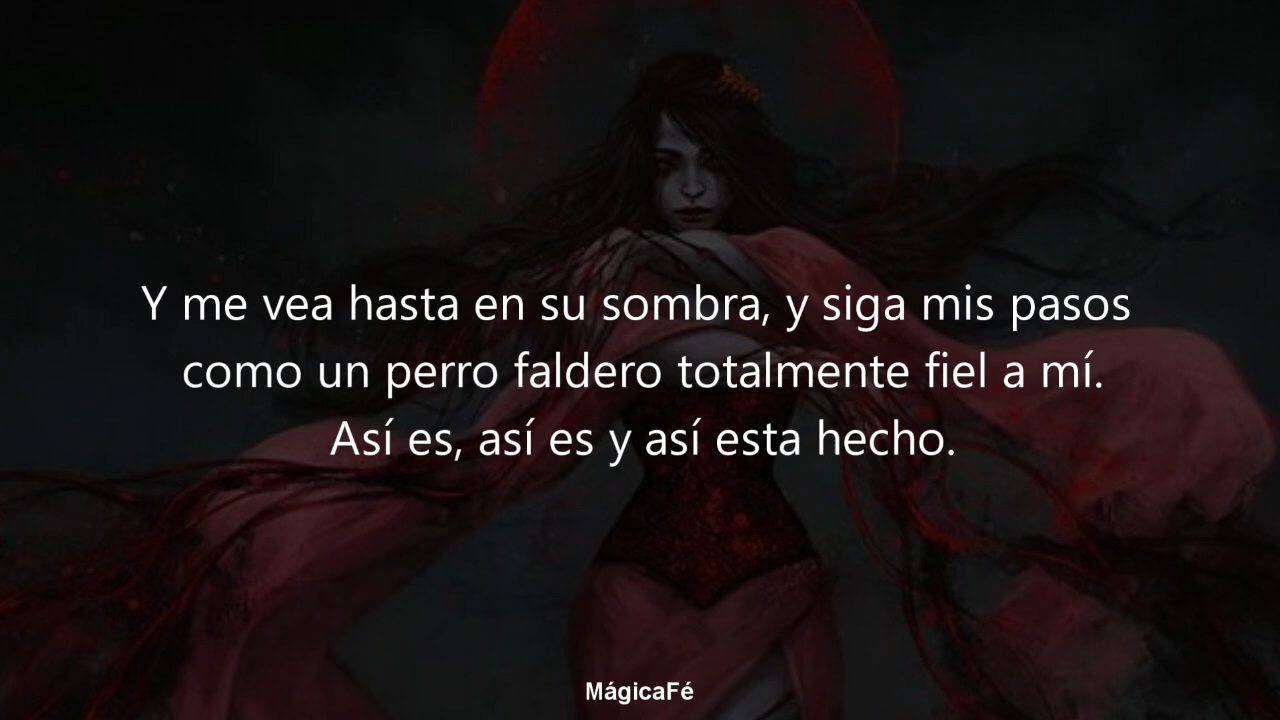 Y me vea hasta en su sombra, y siga mis pasos
como un perro faldero totalmente fiel a mí.
Así es, así es y así esta hecho.
MágicaFé